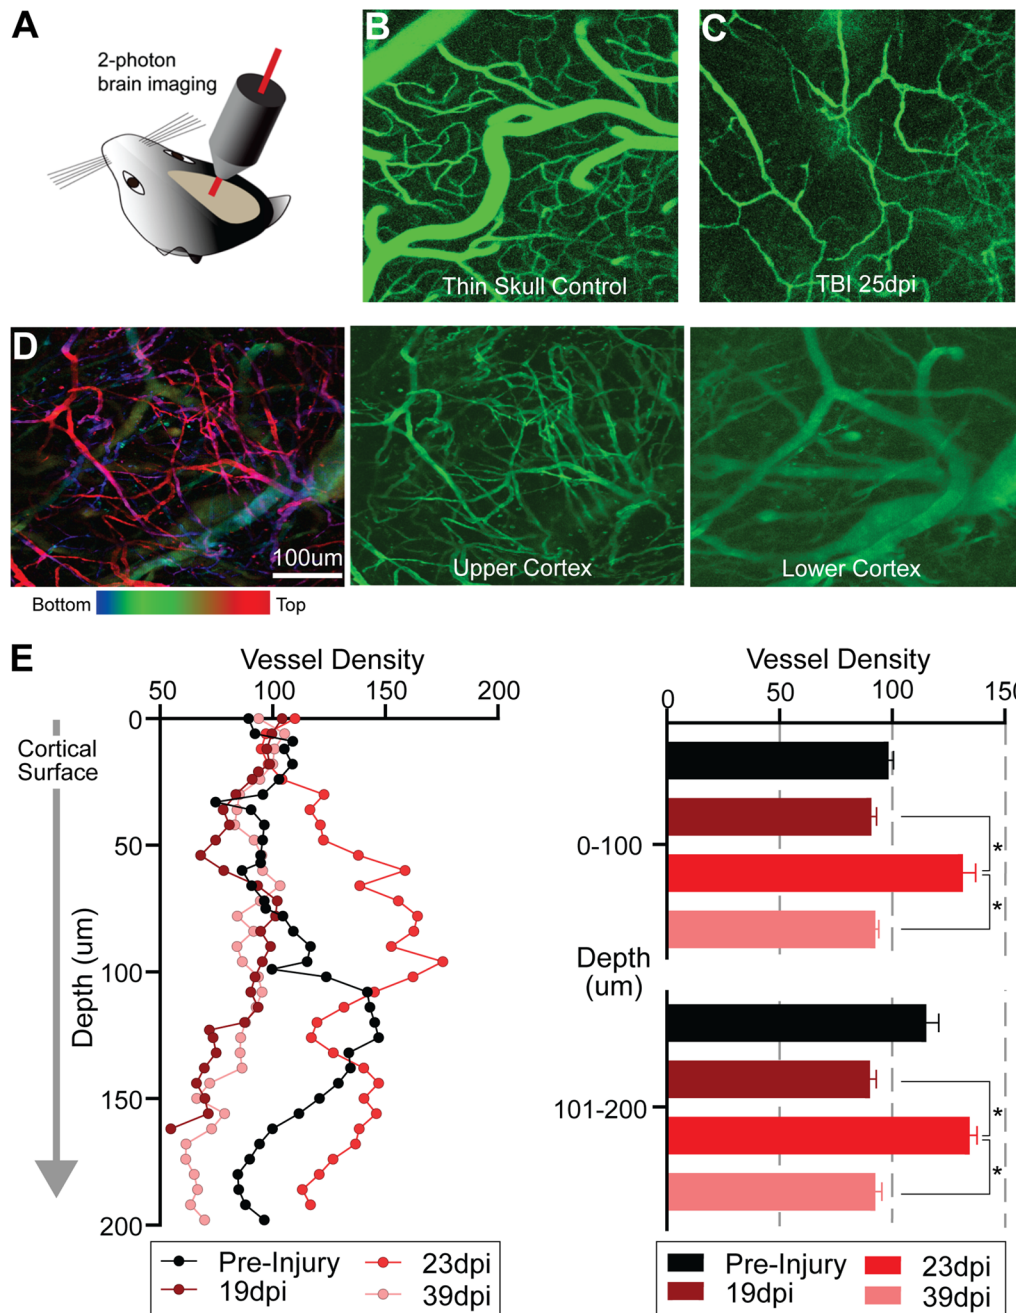 A
2-photon
brain imaging
B
Thin Skull Control
C
TBI 25dpi
D
100um
Bottom
Top
Upper Cortex
Lower Cortex
E
Vessel Density
50 100 150 200
0
50
100
150
200
Cortical
Surface
Depth (um)
Pre-Injury
19dpi
23dpi
39dpi
Vessel Density
0 50 100 150
0-100
*
*
Depth
(um)
101-200
*
*
Pre-Injury
19dpi
23dpi
39dpi